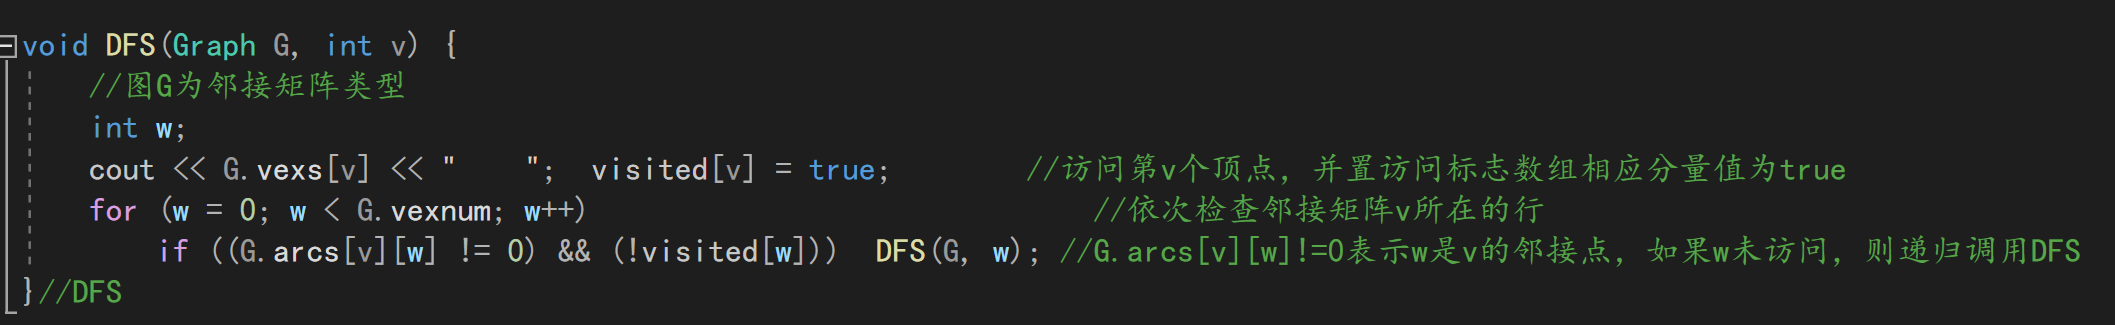 void DFS(Graph G, int v) {
//图G为邻接矩阵类型
int w;
cout << G.vexs[v] << "    ";  visited[v] = true;        //访问第v个顶点，并置访问标志数组相应分量值为true
for (w = 0; w < G.vexnum; w++)                              //依次检查邻接矩阵v所在的行
if ((G.arcs[v][w] != 0) && (!visited[w]))  DFS(G, w); //G.arcs[v][w]!=0表示w是v的邻接点，如果w未访问，则递归调用DFS
}//DFS